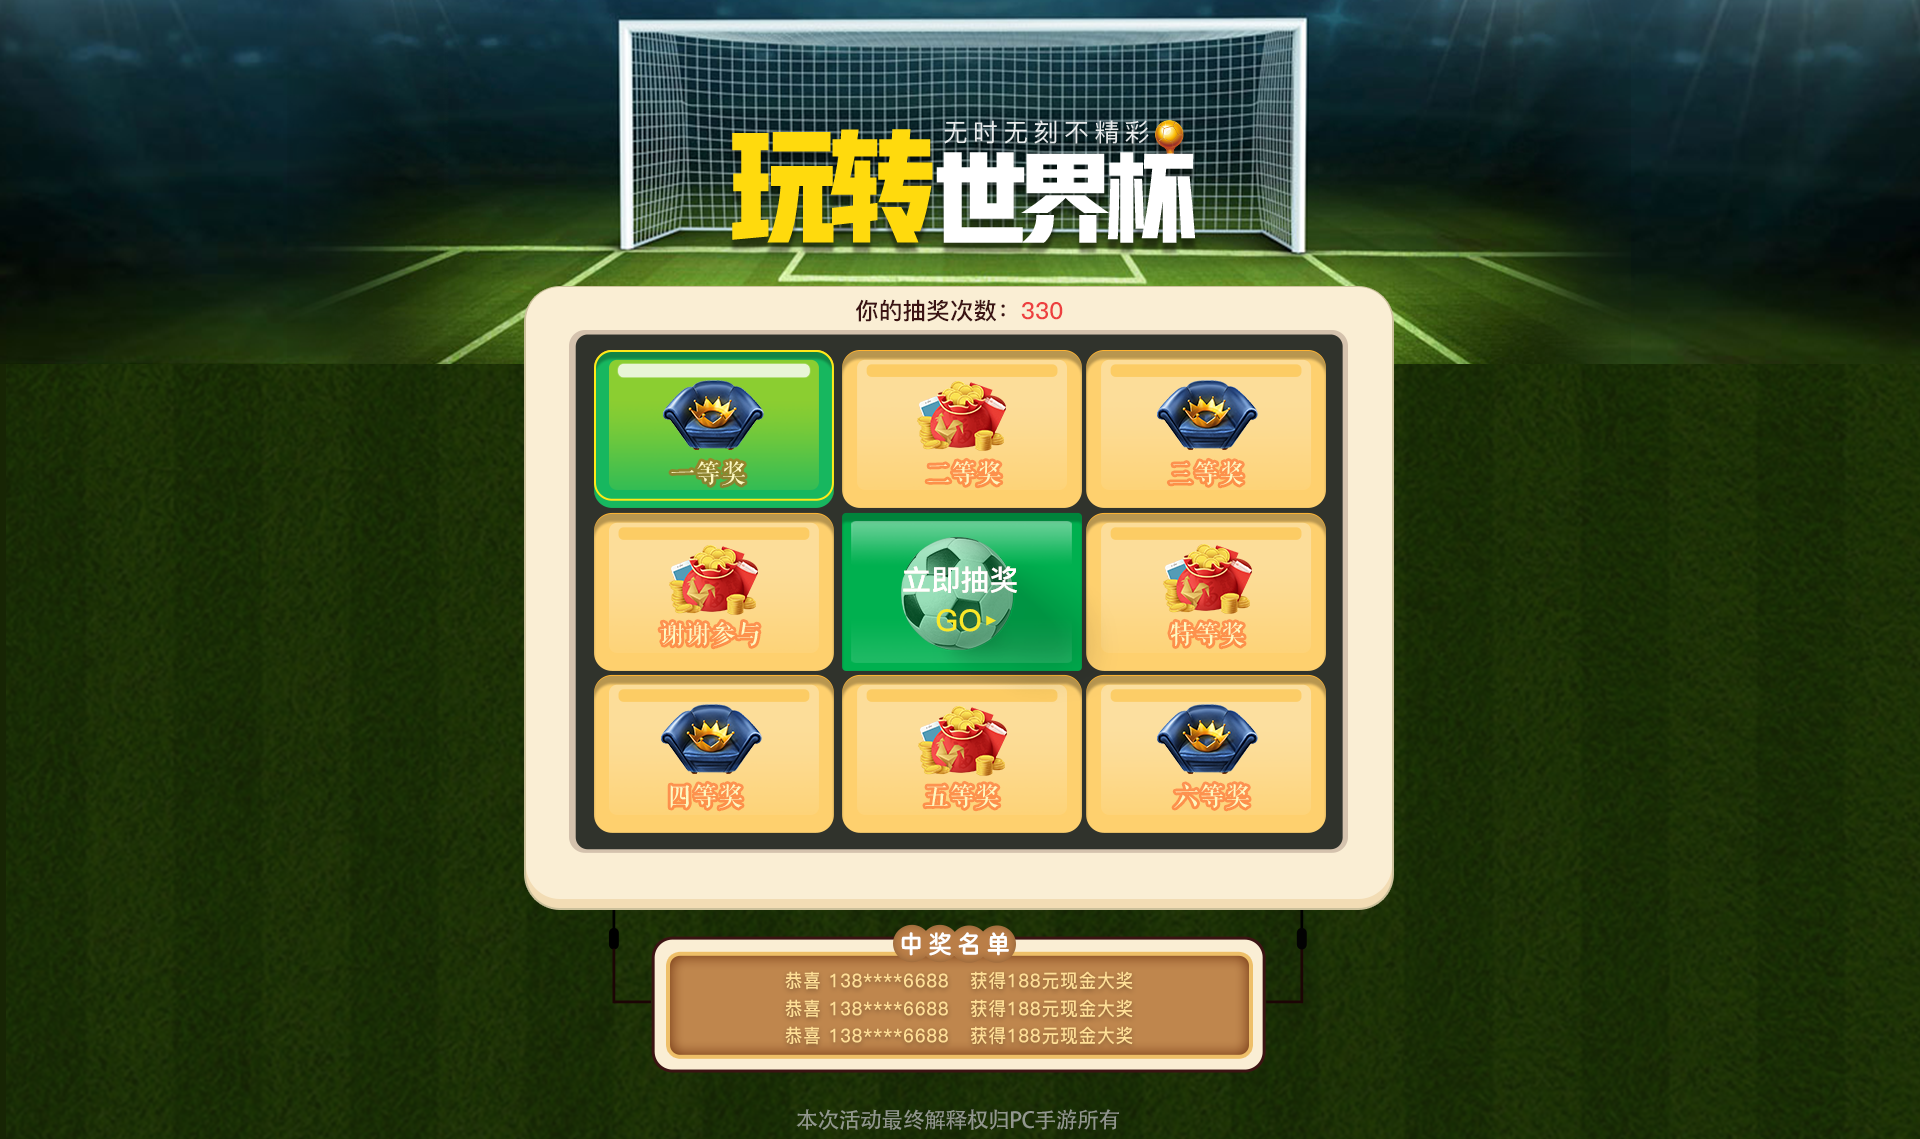 无时无刻不精彩
玩转世界杯
你的抽奖次数：330
一等奖
二等奖
三等奖
谢谢参与
立即抽奖
GO▸
特等奖
四等奖
五等奖
六等奖
中奖名单
恭喜 138****6688 获得188元现金大奖
恭喜 138****6688 获得188元现金大奖
恭喜 138****6688 获得188元现金大奖
本次活动最终解释权归PC手游所有